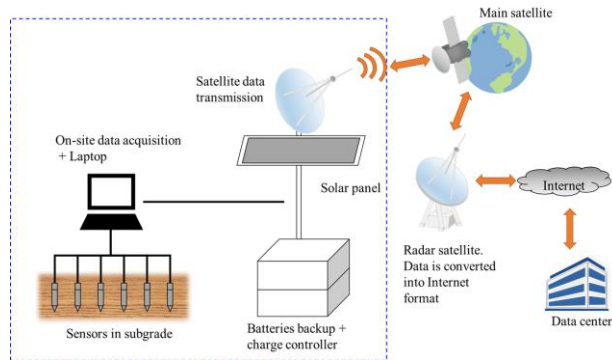 Main satellite
Satellite data
transmission
On-site data acquisition
+ Laptop
Solar panel
Internet
Radar satellite.
Data is converted
into Internet
format
Sensors in subgrade
Batteries backup +
charge controller
Data center